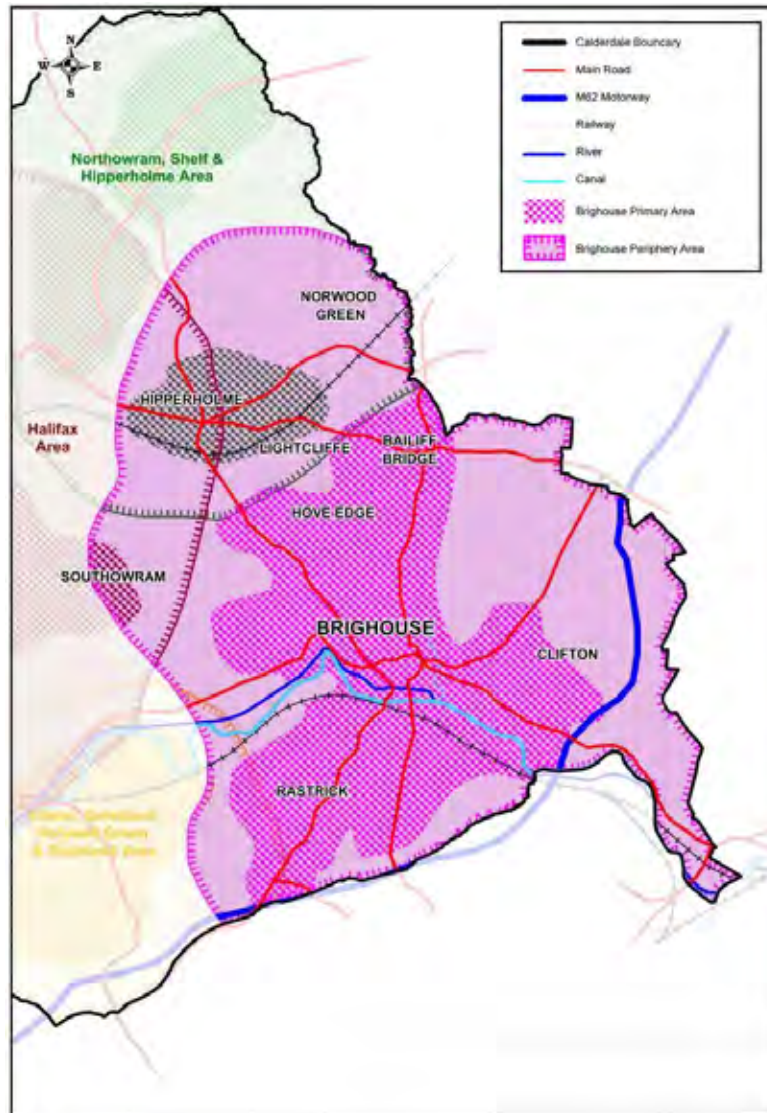 N
W E
S
Calderdale Boundary
Main Road
M62 Motorway
Railway
River
Canal
Brighouse Primary Area
Brighouse Periphery Area
Northowram, Shelf &
Hipperholme Area
NORWOOD
GREEN
HIPPERHOLME
Halifax
Area
LIGHTCLIFFE
BAILIFF
BRIDGE
HOVE EDGE
SOUTHOWRAM
BRIGHOUSE
CLIFTON
RASTRICK